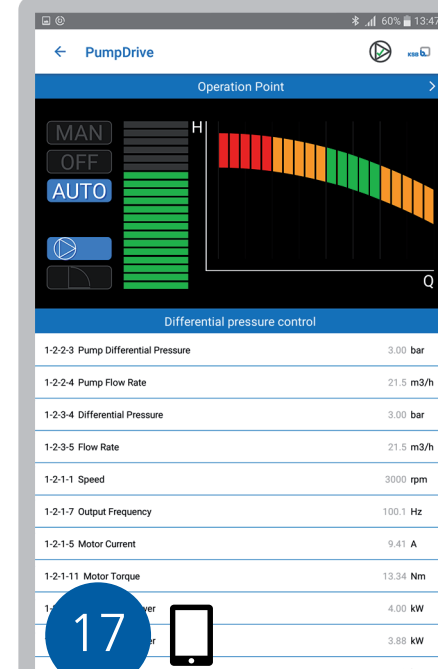 60% 13:47
PumpDrive
KSB
Operation Point
MAN
OFF
AUTO
H
Q
Differential pressure control
1-2-2-3 Pump Differential Pressure 3.00 bar
1-2-2-4 Pump Flow Rate 21.5 m3/h
1-2-3-4 Differential Pressure 3.00 bar
1-2-3-5 Flow Rate 21.5 m3/h
1-2-1-1 Speed 3000 rpm
1-2-1-7 Output Frequency 100.1 Hz
1-2-1-5 Motor Current 9.41 A
1-2-1-11 Motor Torque 13.34 Nm
4.00 kW
3.88 kW
17